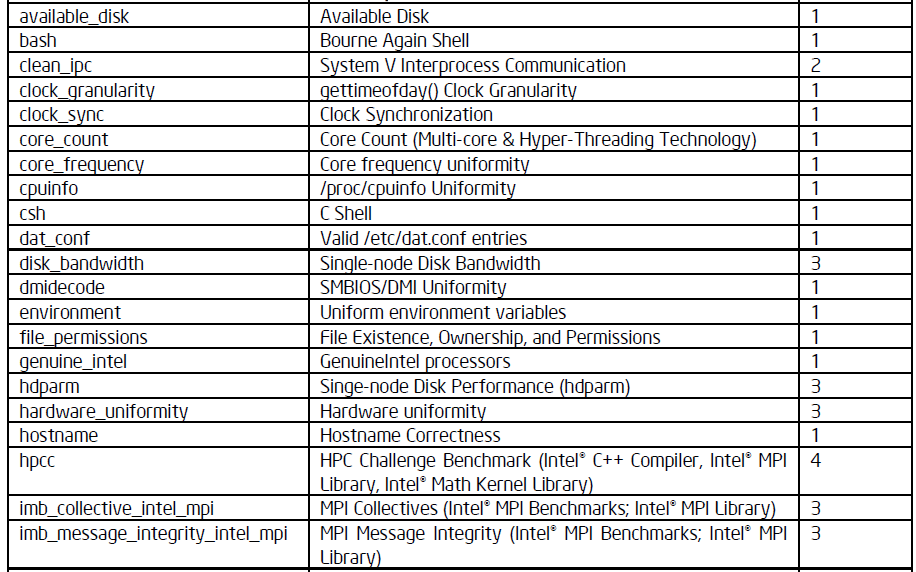 available_disk Available Disk 1
bash Bourne Again Shell 1
clean_ipc System V Interprocess Communication 2
clock_granularity gettimeofday() Clock Granularity 1
clock_sync Clock Synchronization 1
core_count Core Count (Multi-core & Hyper-Threading Technology) 1
core_frequency Core frequency uniformity 1
cpuinfo /proc/cpuinfo Uniformity 1
csh C Shell 1
dat_conf Valid /etc/dat.conf entries 1
disk_bandwidth Single-node Disk Bandwidth 3
dmidecode SMBIOS/DMI Uniformity 1
environment Uniform environment variables 1
file_permissions File Existence, Ownership, and Permissions 1
genuine_intel GenuineIntel processors 1
hdparm Singe-node Disk Performance (hdparm) 3
hardware_uniformity Hardware uniformity 3
hostname Hostname Correctness 1
hpcc HPC Challenge Benchmark (Intel® C++ Compiler, Intel® MPI 4
Library, Intel® Math Kernel Library)
imb_collective_intel_mpi MPI Collectives (Intel® MPI Benchmarks; Intel® MPI Library) 3
imb_message_integrity_intel_mpi MPI Message Integrity (Intel® MPI Benchmarks; Intel® MPI 3
Library)